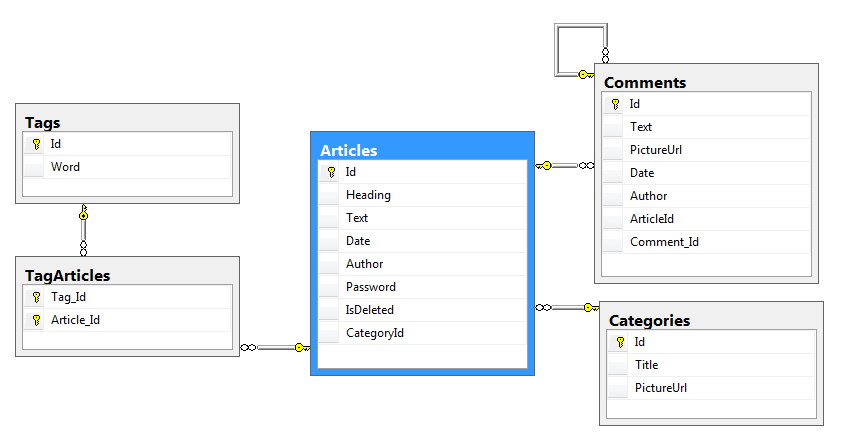 Tags
Id
Word
TagArticles
Tag_Id
Article_Id
Articles
Id
Heading
Text
Date
Author
Password
IsDeleted
CategoryId
Comments
Id
Text
PictureUrl
Date
Author
ArticleId
Comment_Id
Categories
Id
Title
PictureUrl